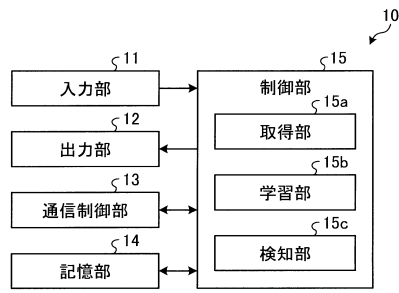 10
11
入力部
12
出力部
13
通信制御部
14
記憶部
15
制御部
15a
取得部
15b
学習部
15c
検知部